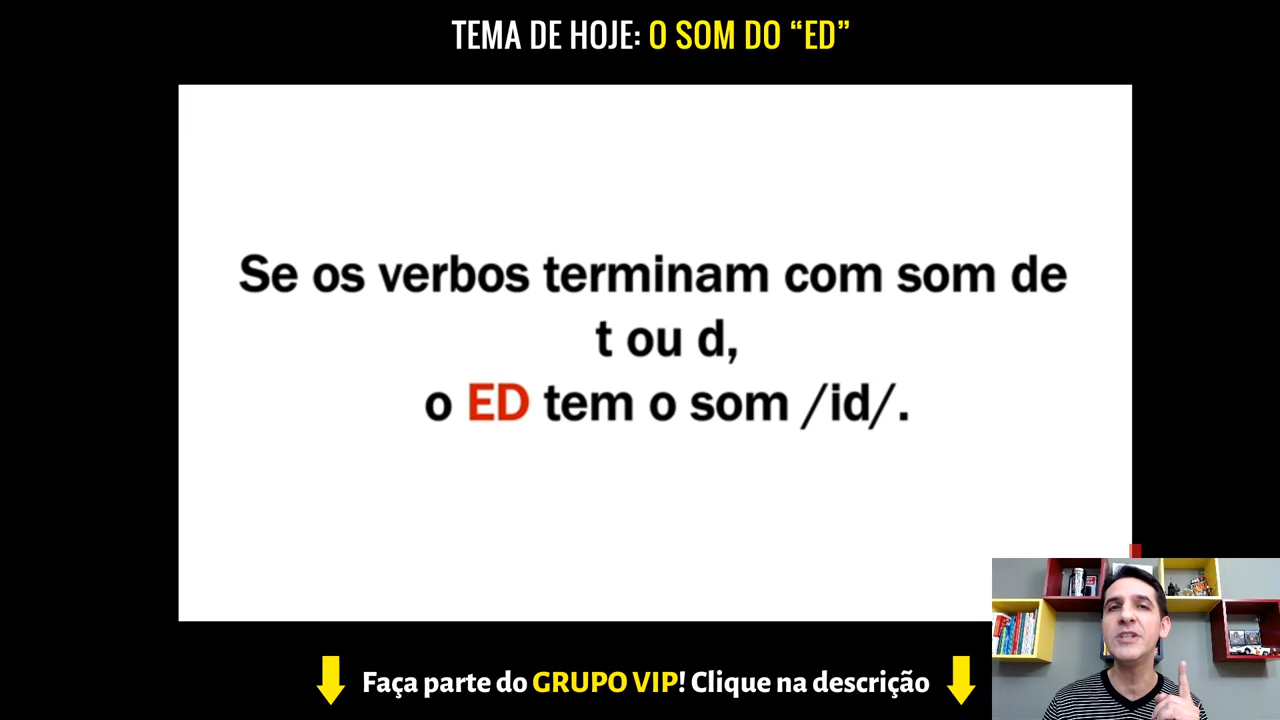 TEMA DE HOJE: O SOM DO “ED”
Se os verbos terminam com som de
t ou d,
o ED tem o som /id/.
Faça parte do GRUPO VIP! Clique na descrição